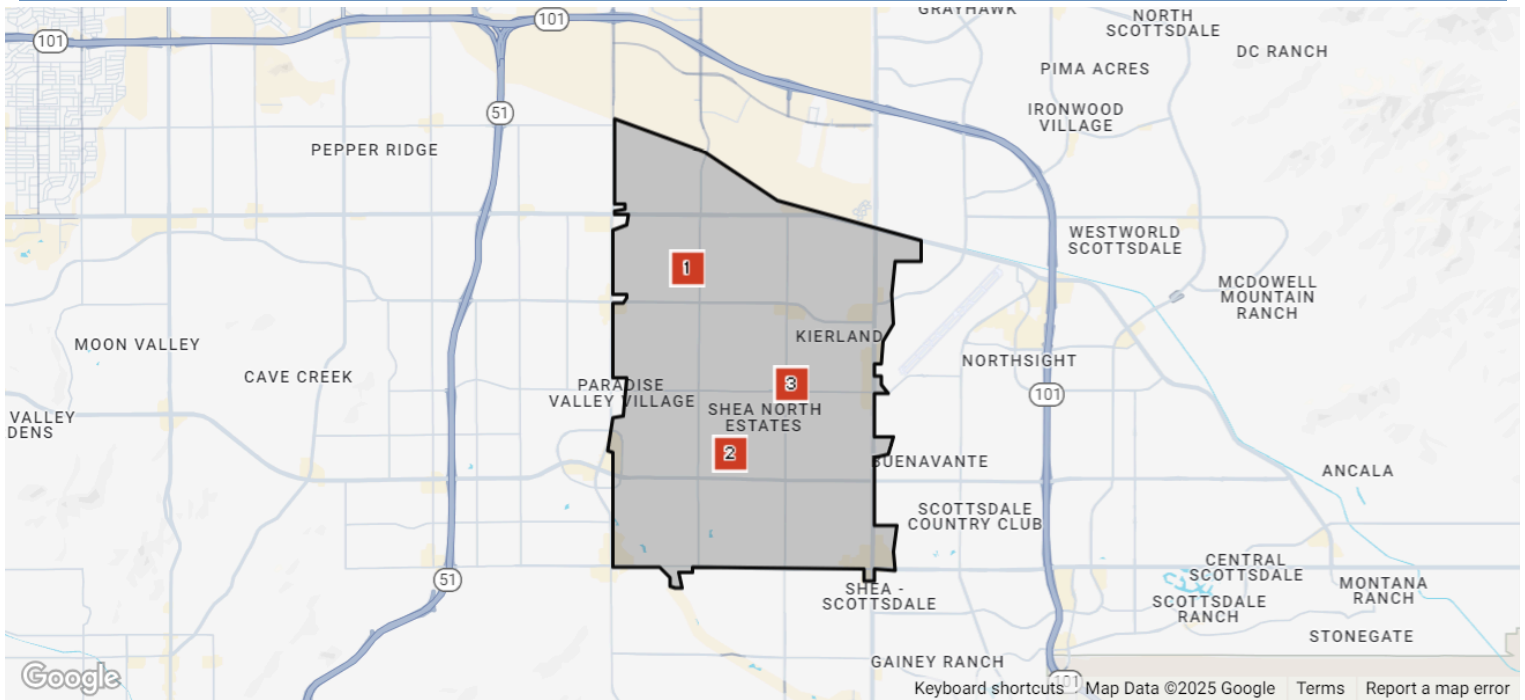 GRAYHAWK
NORTH
SCOTTSDALE
101
101
DC RANCH
PIMA ACRES
51
IRONWOOD
VILLAGE
PEPPER RIDGE
WESTWORLD
SCOTTSDALE
1
MCDOWELL
MOUNTAIN
RANCH
MOON VALLEY
KIERLAND
NORTHSIGHT
CAVE CREEK
PARADISE
VALLEY VILLAGE
3
101
SHEA NORTH
ESTATES
VALLEY
DENS
2
BUENAVANTE
ANCALA
SCOTTSDALE
COUNTRY CLUB
51
CENTRAL
SCOTTSDALE
SHEA -
SCOTTSDALE
MONTANA
RANCH
SCOTTSDALE
RANCH
STONEGATE
GAINEY RANCH
101
Google
Keyboard shortcuts Map Data ©2025 Google Terms Report a map error